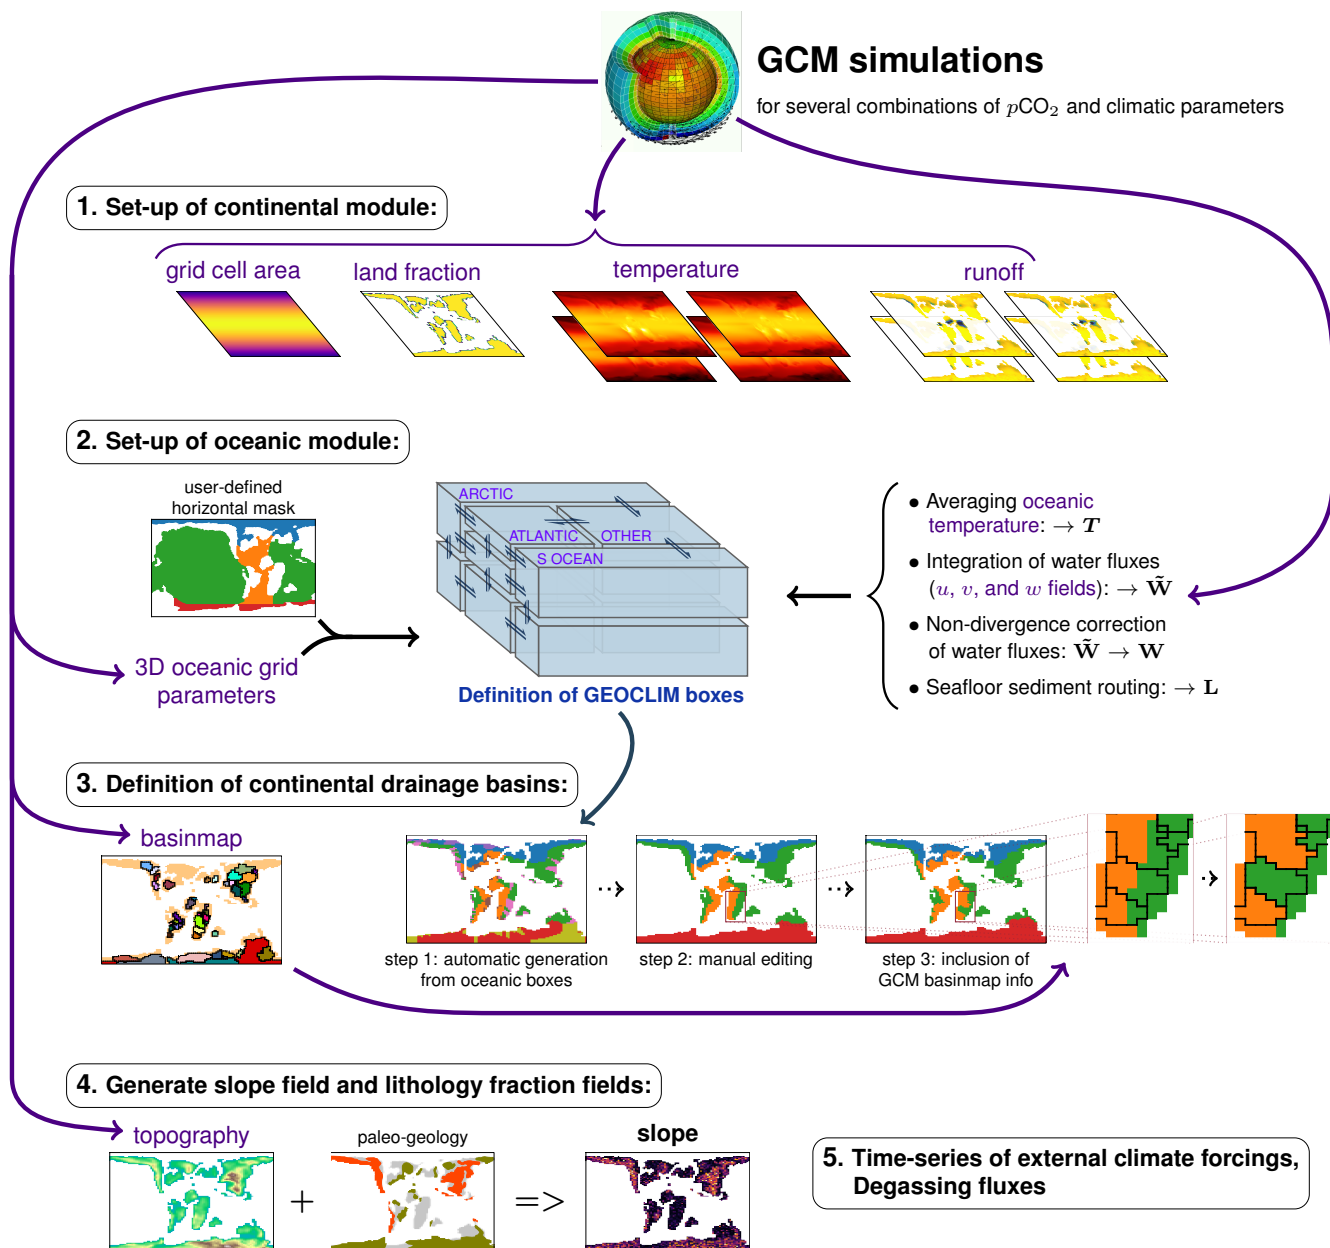 GCM simulations
for several combinations of pCO₂ and climatic parameters
1. Set-up of continental module:
grid cell area
land fraction
temperature
runoff
2. Set-up of oceanic module:
user-defined
horizontal mask
3D oceanic grid
parameters
ARCTIC
ATLANTIC
OTHER
S OCEAN
Definition of GEOCLIM boxes
• Averaging oceanic
temperature: → T
• Integration of water fluxes
(u, v, and w fields): → W̃
• Non-divergence correction
of water fluxes: W̃ → W
• Seafloor sediment routing: → L
3. Definition of continental drainage basins:
basinmap
step 1: automatic generation
from oceanic boxes
step 2: manual editing
step 3: inclusion of
GCM basinmap info
4. Generate slope field and lithology fraction fields:
topography
+
paleo-geology
=>
slope
5. Time-series of external climate forcings,
Degassing fluxes